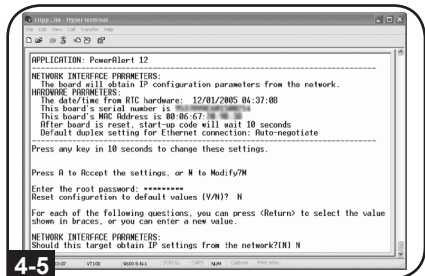 Tripp Lite - HyperTerminal
File Edit View Call Transfer Help
APPLICATION: PowerAlert 12
NETWORK INTERFACE PARAMETERS:
The board will obtain IP configuration parameters from the network.
HARDWARE PARAMETERS:
The date/time from RTC hardware: 12/01/2005 04:37:08
This board's serial number is
This board's MAC Address is 00:06:67:
After board is reset, start-up code will wait 10 seconds
Default duplex setting for Ethernet connection: Auto-negotiate
Press any key in 10 seconds to change these settings.
Press A to Accept the settings, or M to Modify?M
Enter the root password: *********
Reset configuration to default values (Y/N)? N
For each of the following questions, you can press <Return> to select the value
shown in braces, or you can enter a new value.
NETWORK INTERFACE PARAMETERS:
Should this target obtain IP settings from the network?[N] N
VT100 9600 8-N-1 SCROLL CAPS NUM Capture Print echo
4-5